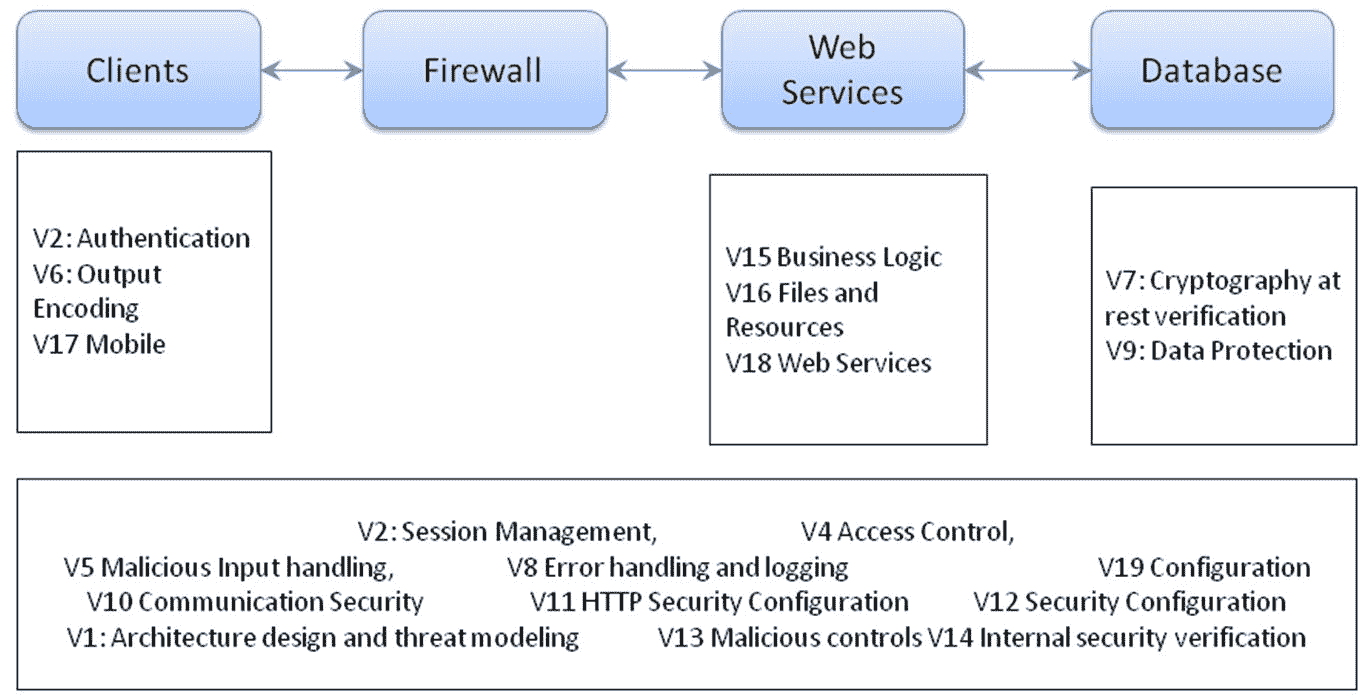 Clients
Firewall
Web
Services
Database
V2: Authentication
V6: Output
Encoding
V17 Mobile
V15 Business Logic
V16 Files and
Resources
V18 Web Services
V7: Cryptography at
rest verification
V9: Data Protection
V2: Session Management, V4 Access Control,
V5 Malicious Input handling, V8 Error handling and logging V19 Configuration
V10 Communication Security V11 HTTP Security Configuration V12 Security Configuration
V1: Architecture design and threat modeling V13 Malicious controls V14 Internal security verification